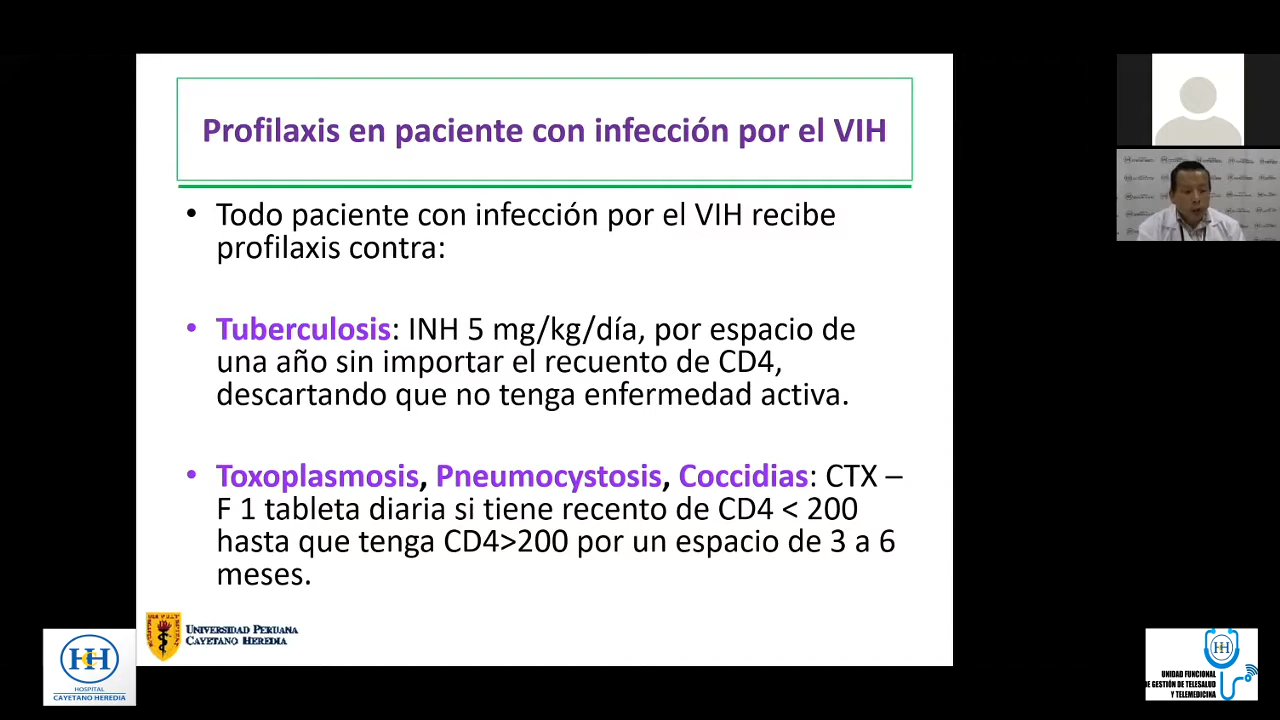 Profilaxis en paciente con infección por el VIH
• Todo paciente con infección por el VIH recibe
profilaxis contra:
• Tuberculosis: INH 5 mg/kg/día, por espacio de
una año sin importar el recuento de CD4,
descartando que no tenga enfermedad activa.
• Toxoplasmosis, Pneumocystosis, Coccidias: CTX –
F 1 tableta diaria si tiene recento de CD4 < 200
hasta que tenga CD4>200 por un espacio de 3 a 6
meses.
UNIVERSIDAD PERUANA
CAYETANO HEREDIA
HCH
HOSPITAL
CAYETANO HEREDIA
HCH
UNIDAD FUNCIONAL
DE GESTIÓN DE TELESALUD
Y TELEMEDICINA